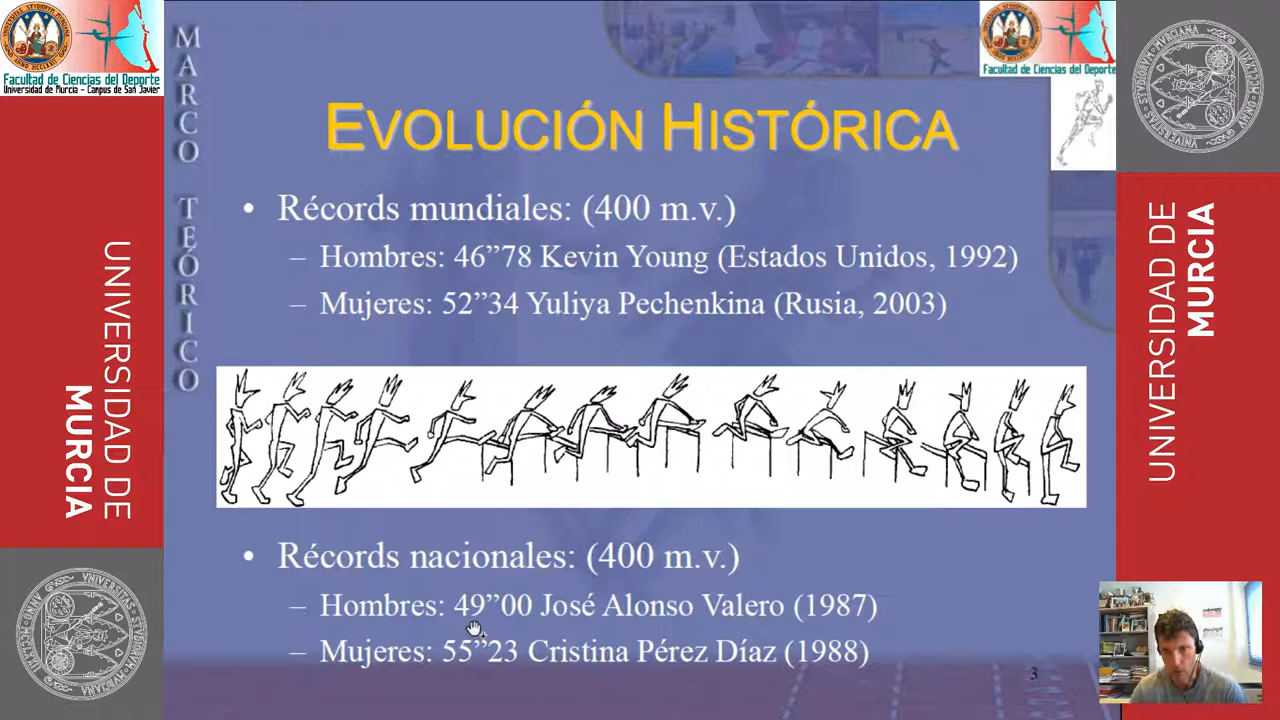 Facultad de Ciencias del Deporte
Universidad de Murcia - Campus de San Javier
Facultad de Ciencias del Deporte
MARCO TEÓRICO
EVOLUCIÓN HISTÓRICA
• Récords mundiales: (400 m.v.)
– Hombres: 46”78 Kevin Young (Estados Unidos, 1992)
– Mujeres: 52”34 Yuliya Pechenkina (Rusia, 2003)
• Récords nacionales: (400 m.v.)
– Hombres: 49”00 José Alonso Valero (1987)
– Mujeres: 55”23 Cristina Pérez Díaz (1988)
3
UNIVERSIDAD DE
MURCIA
UNIVERSIDAD DE
MURCIA